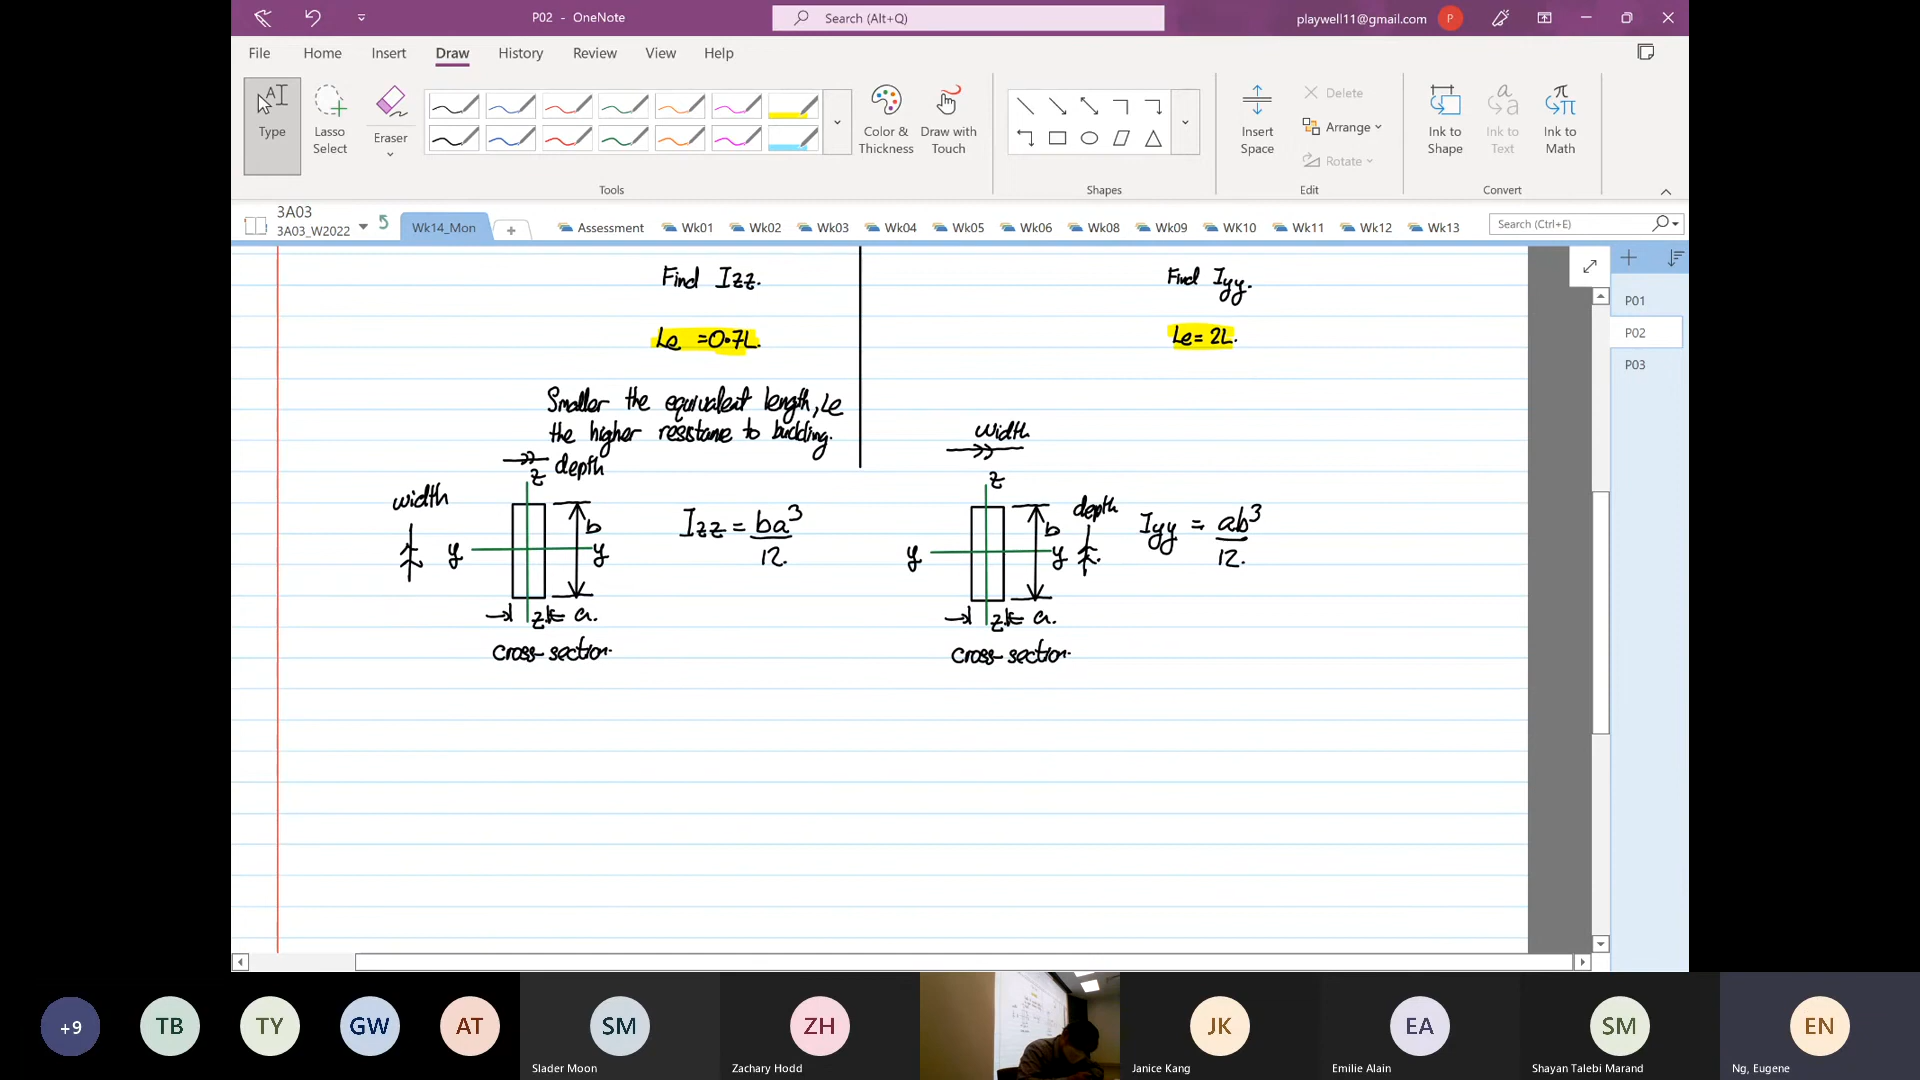 P02 - OneNote
Search (Alt+Q)
playwell11@gmail.com
P
File Home Insert Draw History Review View Help
Type
Lasso Select
Eraser
Color & Thickness
Draw with Touch
Insert Space
Delete
Arrange
Rotate
Ink to Shape
Ink to Text
Ink to Math
Tools
Shapes
Edit
Convert
3A03
3A03_W2022
Wk14_Mon
Assessment Wk01 Wk02 Wk03 Wk04 Wk05 Wk06 Wk08 Wk09 WK10 Wk11 Wk12 Wk13
Search (Ctrl+E)
P01
P02
P03
Find Izz.
Le = 0.7L.
Smaller the equivalent length, Le
the higher resistance to buckling.
depth
width
z
b
y
y
z
a.
cross-section.
Izz = ba³
12.
Find Iyy.
Le = 2L.
width
z
depth
b
y
y
z
a.
cross-section.
Iyy = ab³
12.
+9 TB TY GW AT SM ZH JK EA SM EN
Slader Moon
Zachary Hodd
Janice Kang
Emilie Alain
Shayan Talebi Marand
Ng, Eugene